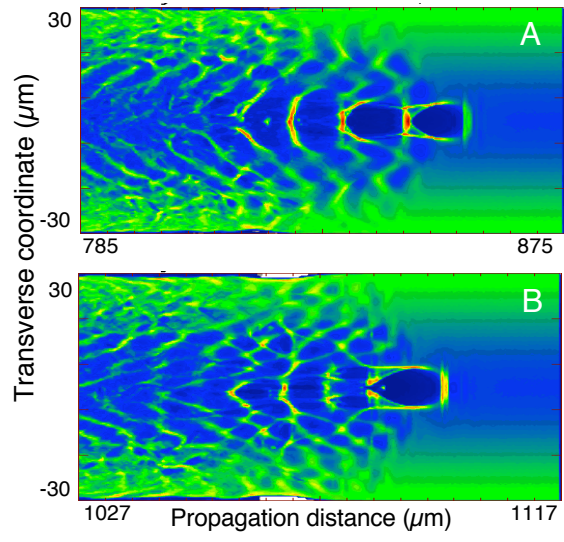 30
A
Transverse coordinate (µm)
-30
785
875
30
B
-30
1027
Propagation distance (µm)
1117